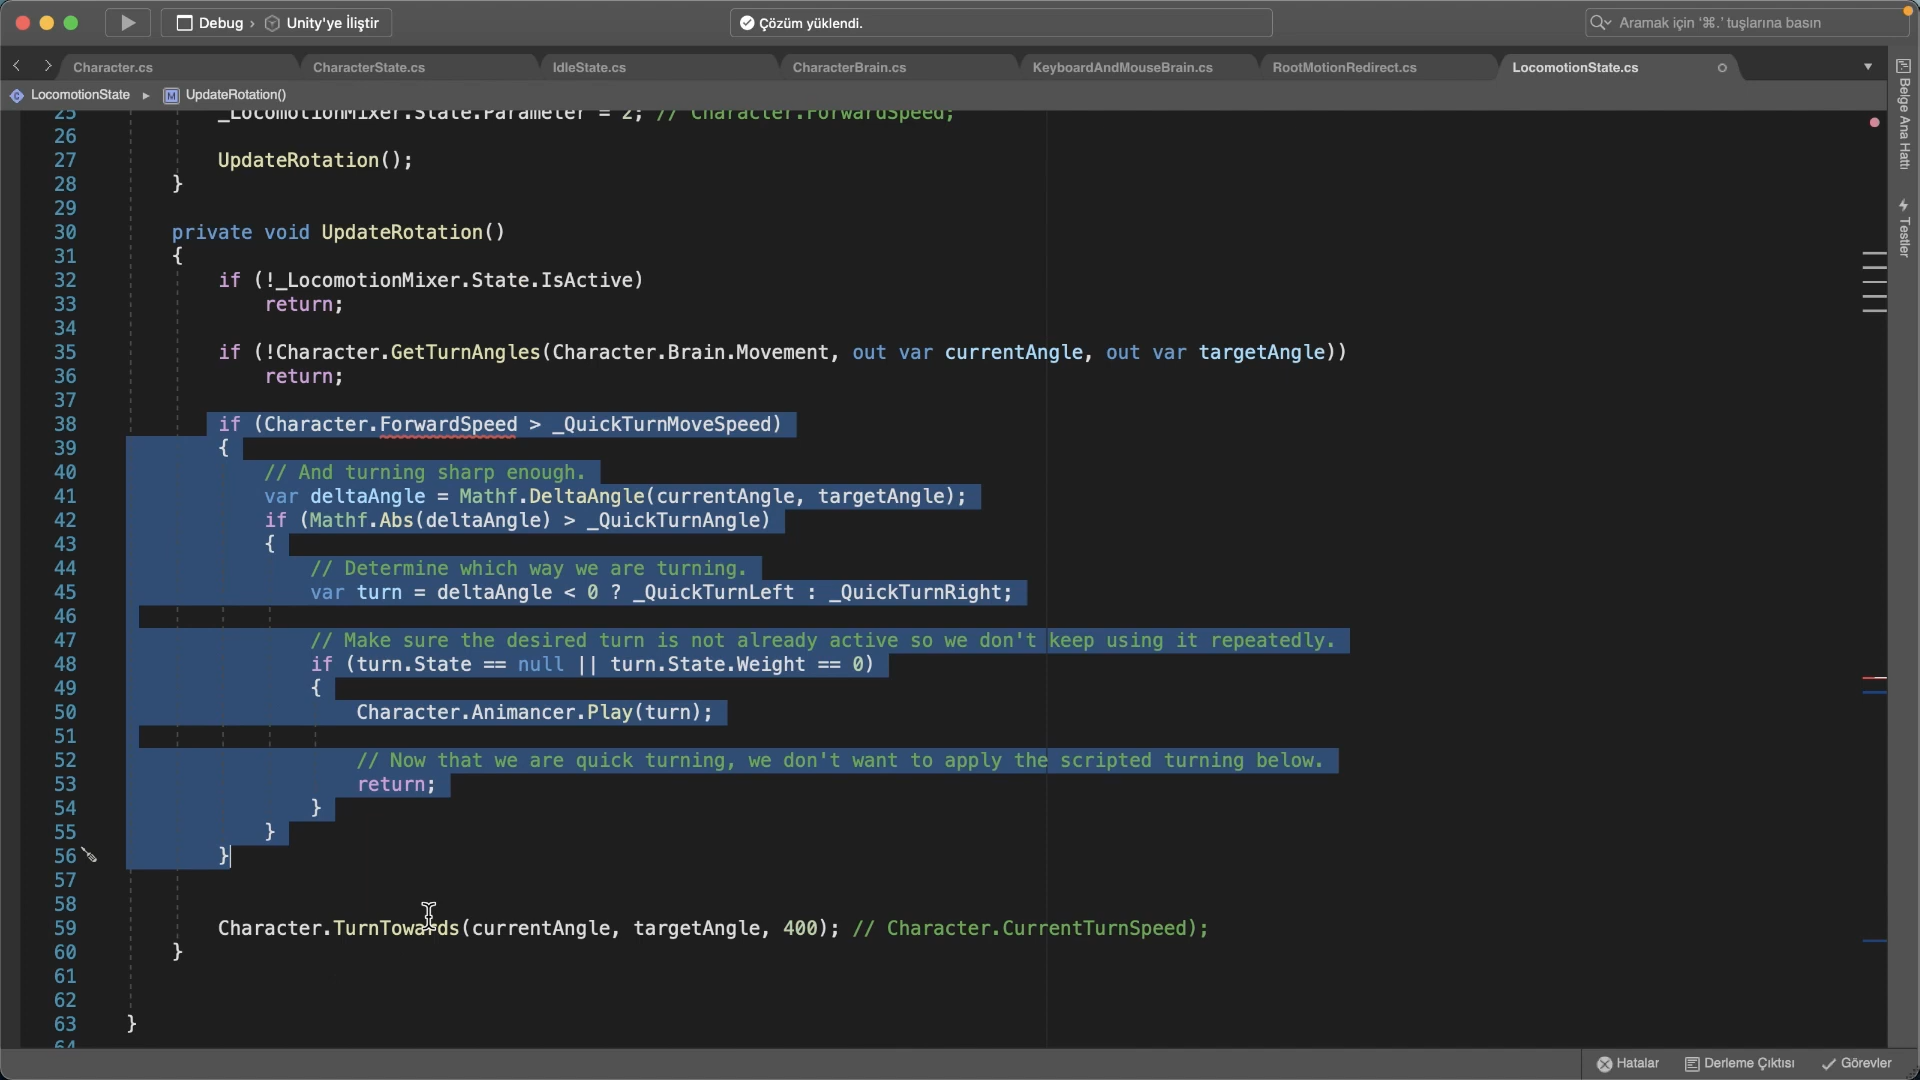 Debug › Unity'ye İliştir
Çözüm yüklendi.
Aramak için '⌘.' tuşlarına basın
Character.cs
CharacterState.cs
IdleState.cs
CharacterBrain.cs
KeyboardAndMouseBrain.cs
RootMotionRedirect.cs
LocomotionState.cs
LocomotionState ▸ M UpdateRotation()
Belge Ana Hattı
Testler
25 _LocomotionMixer.State.Parameter = 2; // Character.ForwardSpeed;
26
27 UpdateRotation();
28 }
29
30 private void UpdateRotation()
31 {
32 if (!_LocomotionMixer.State.IsActive)
33 return;
34
35 if (!Character.GetTurnAngles(Character.Brain.Movement, out var currentAngle, out var targetAngle))
36 return;
37
38 if (Character.ForwardSpeed > _QuickTurnMoveSpeed)
39 {
40 // And turning sharp enough.
41 var deltaAngle = Mathf.DeltaAngle(currentAngle, targetAngle);
42 if (Mathf.Abs(deltaAngle) > _QuickTurnAngle)
43 {
44 // Determine which way we are turning.
45 var turn = deltaAngle < 0 ? _QuickTurnLeft : _QuickTurnRight;
46
47 // Make sure the desired turn is not already active so we don't keep using it repeatedly.
48 if (turn.State == null || turn.State.Weight == 0)
49 {
50 Character.Animancer.Play(turn);
51
52 // Now that we are quick turning, we don't want to apply the scripted turning below.
53 return;
54 }
55 }
56 }
57
58
59 Character.TurnTowards(currentAngle, targetAngle, 400); // Character.CurrentTurnSpeed);
60 }
61
62
63 }
64
Hatalar
Derleme Çıktısı
Görevler